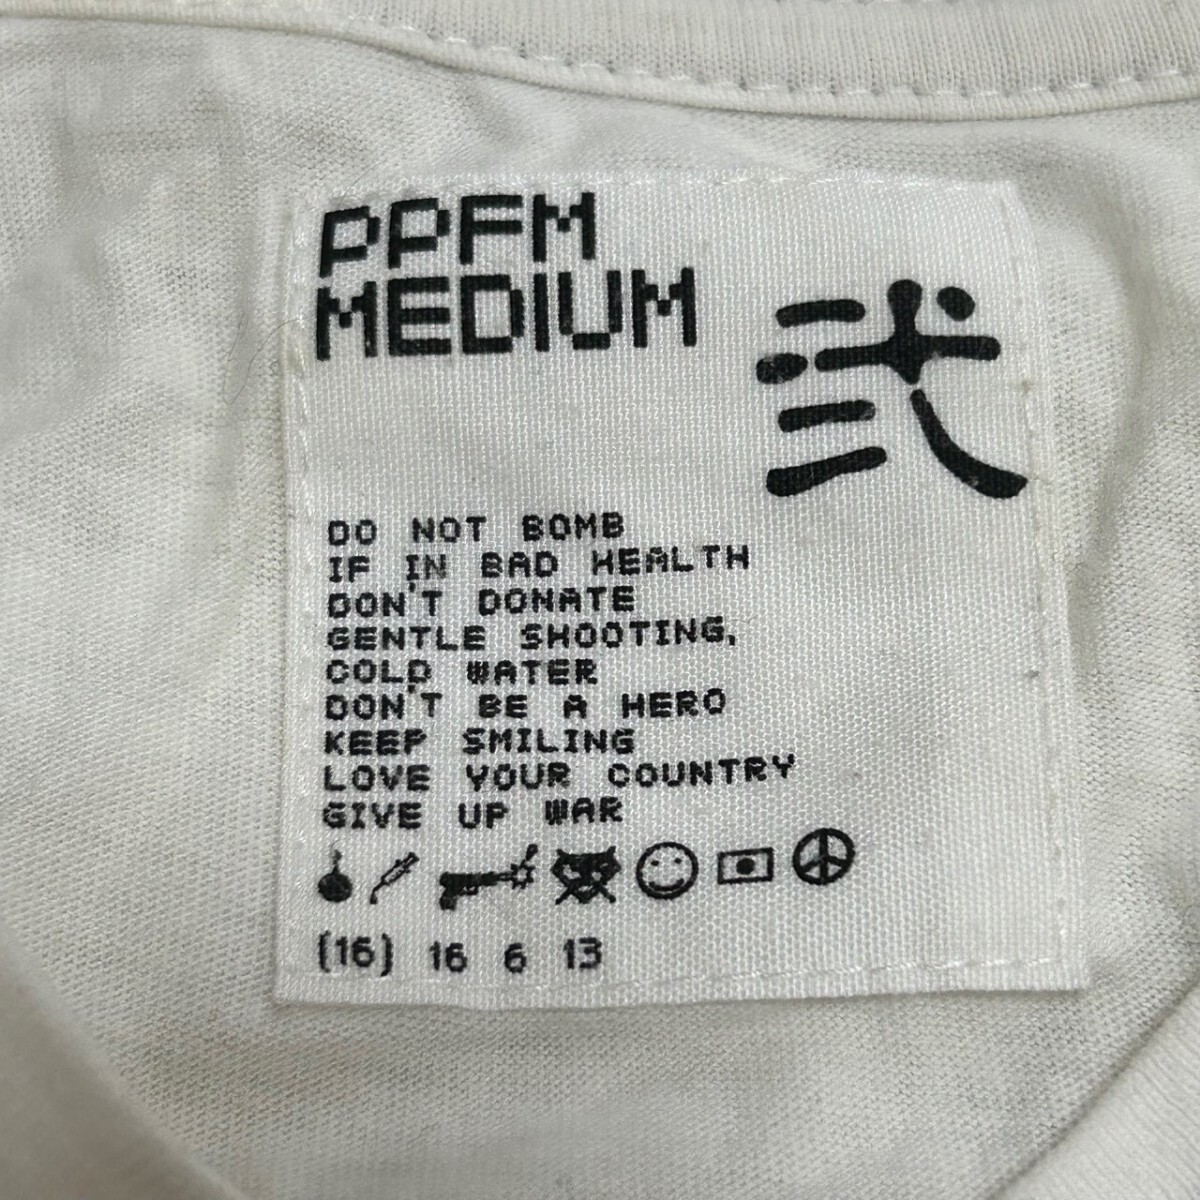 PPFM
MEDIUM
弐
DO NOT BOMB
IF IN BAD HEALTH
DON'T DONATE
GENTLE SHOOTING,
COLD WATER
DON'T BE A HERO
KEEP SMILING
LOVE YOUR COUNTRY
GIVE UP WAR
(16) 16 6 13